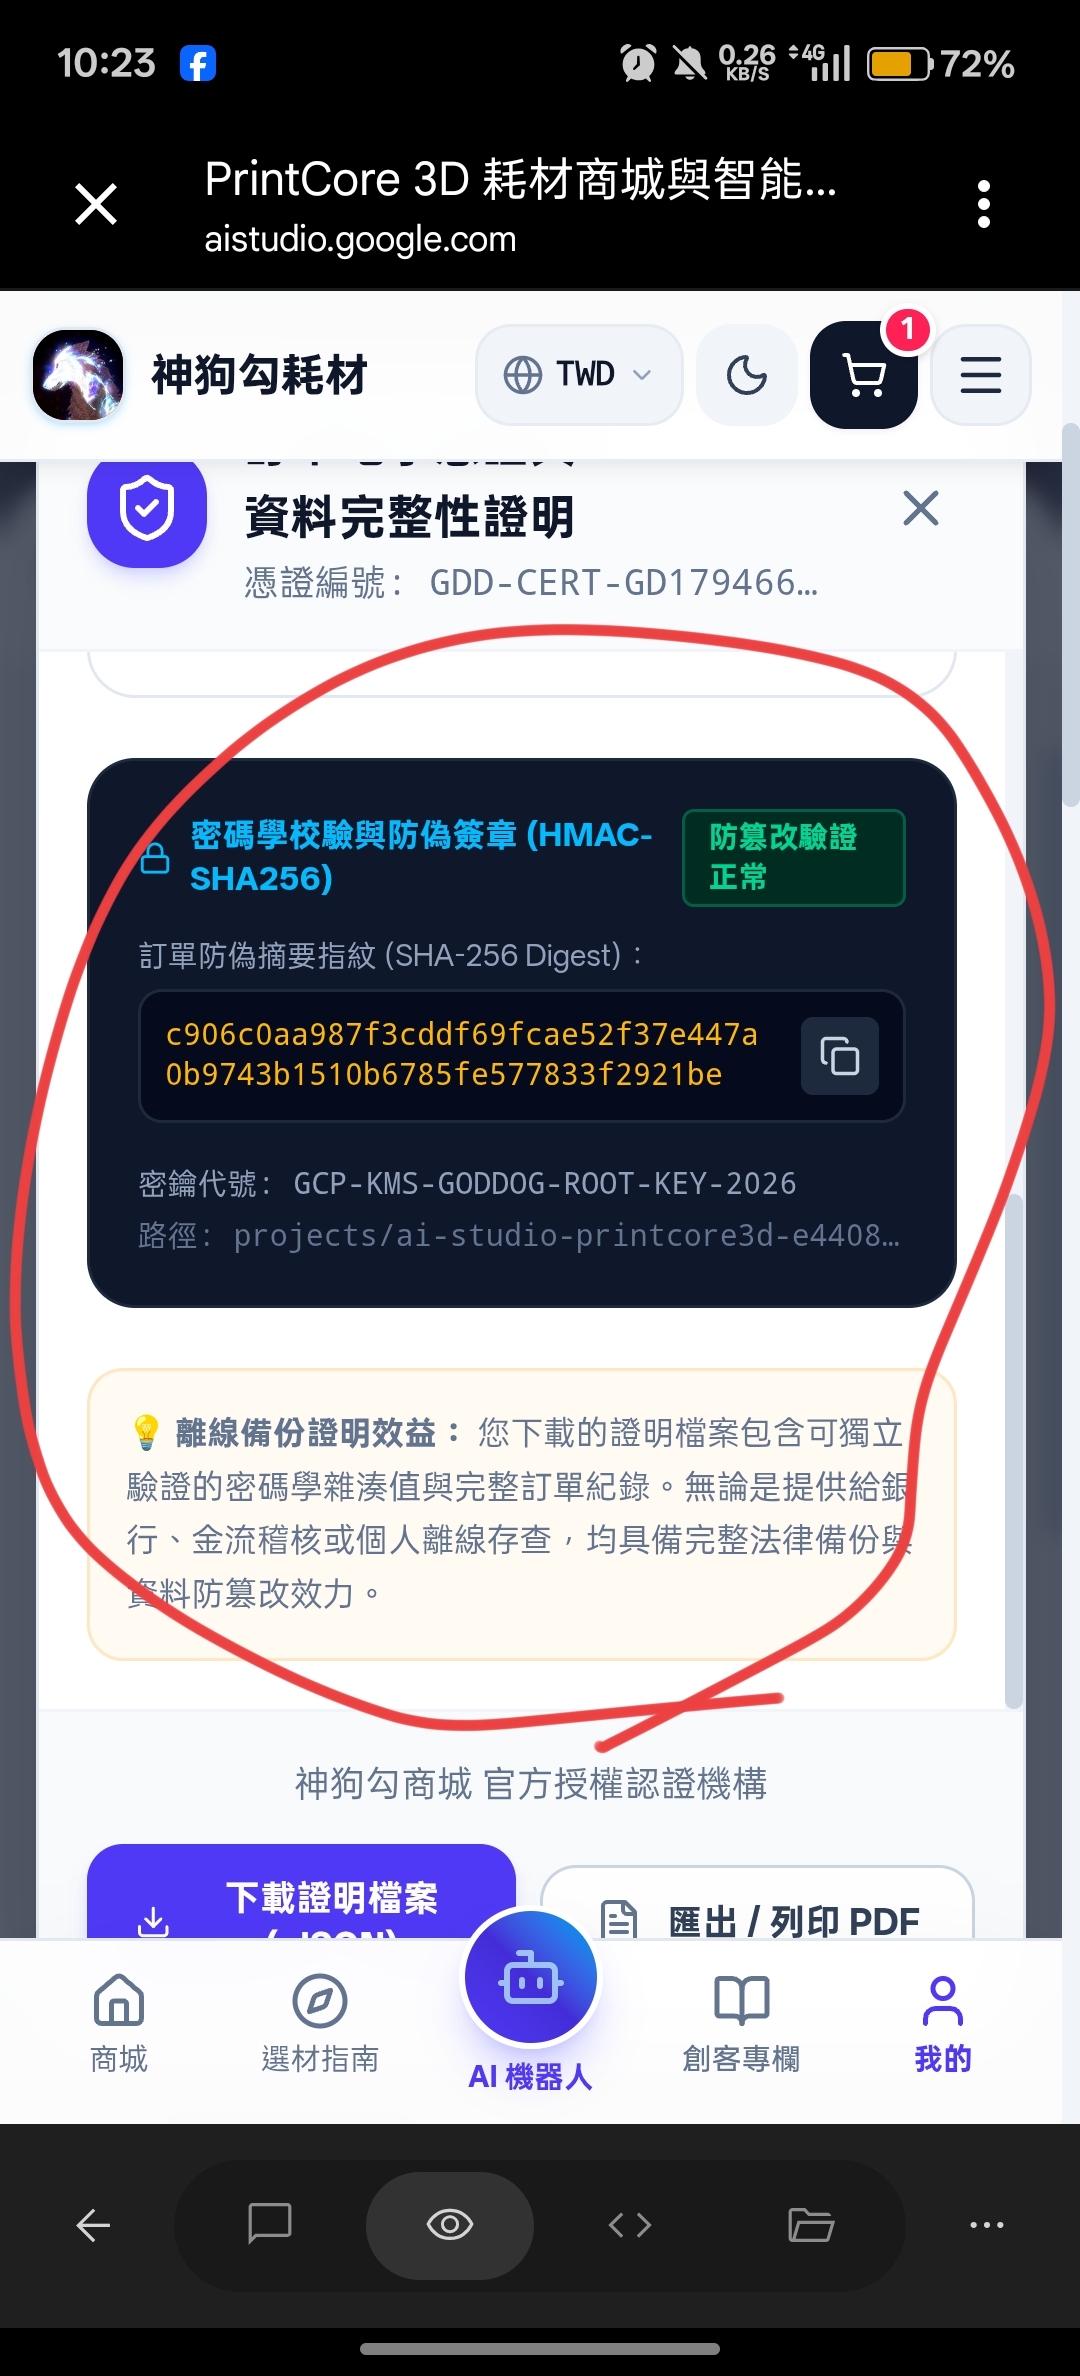 10:23
0.26
KB/S
4G
72%
PrintCore 3D 耗材商城與智能...
aistudio.google.com
神狗勾耗材
TWD
1
資料完整性證明
憑證編號： GDD-CERT-GD179466…
密碼學校驗與防偽簽章 (HMAC-
SHA256)
防篡改驗證
正常
訂單防偽摘要指紋 (SHA-256 Digest)：
c906c0aa987f3cddf69fcae52f37e447a
0b9743b1510b6785fe577833f2921be
密鑰代號： GCP-KMS-GODDOG-ROOT-KEY-2026
路徑： projects/ai-studio-printcore3d-e4408…
💡 離線備份證明效益： 您下載的證明檔案包含可獨立
驗證的密碼學雜湊值與完整訂單紀錄。無論是提供給銀
行、金流稽核或個人離線存查，均具備完整法律備份與
資料防篡改效力。
神狗勾商城 官方授權認證機構
下載證明檔案
匯出 / 列印 PDF
商城
選材指南
AI 機器人
創客專欄
我的